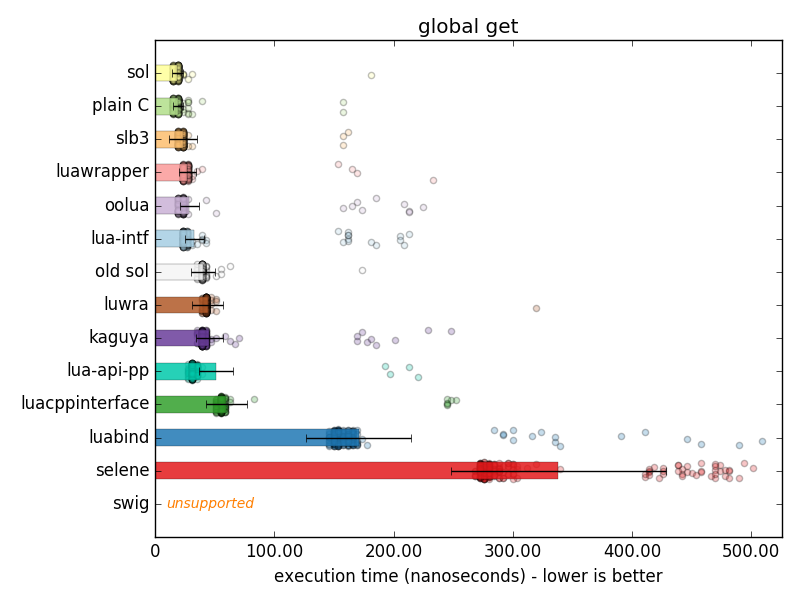 global get
sol
plain C
slb3
luawrapper
oolua
lua-intf
old sol
luwra
kaguya
lua-api-pp
luacppinterface
luabind
selene
swig unsupported
0 100.00 200.00 300.00 400.00 500.00
execution time (nanoseconds) - lower is better